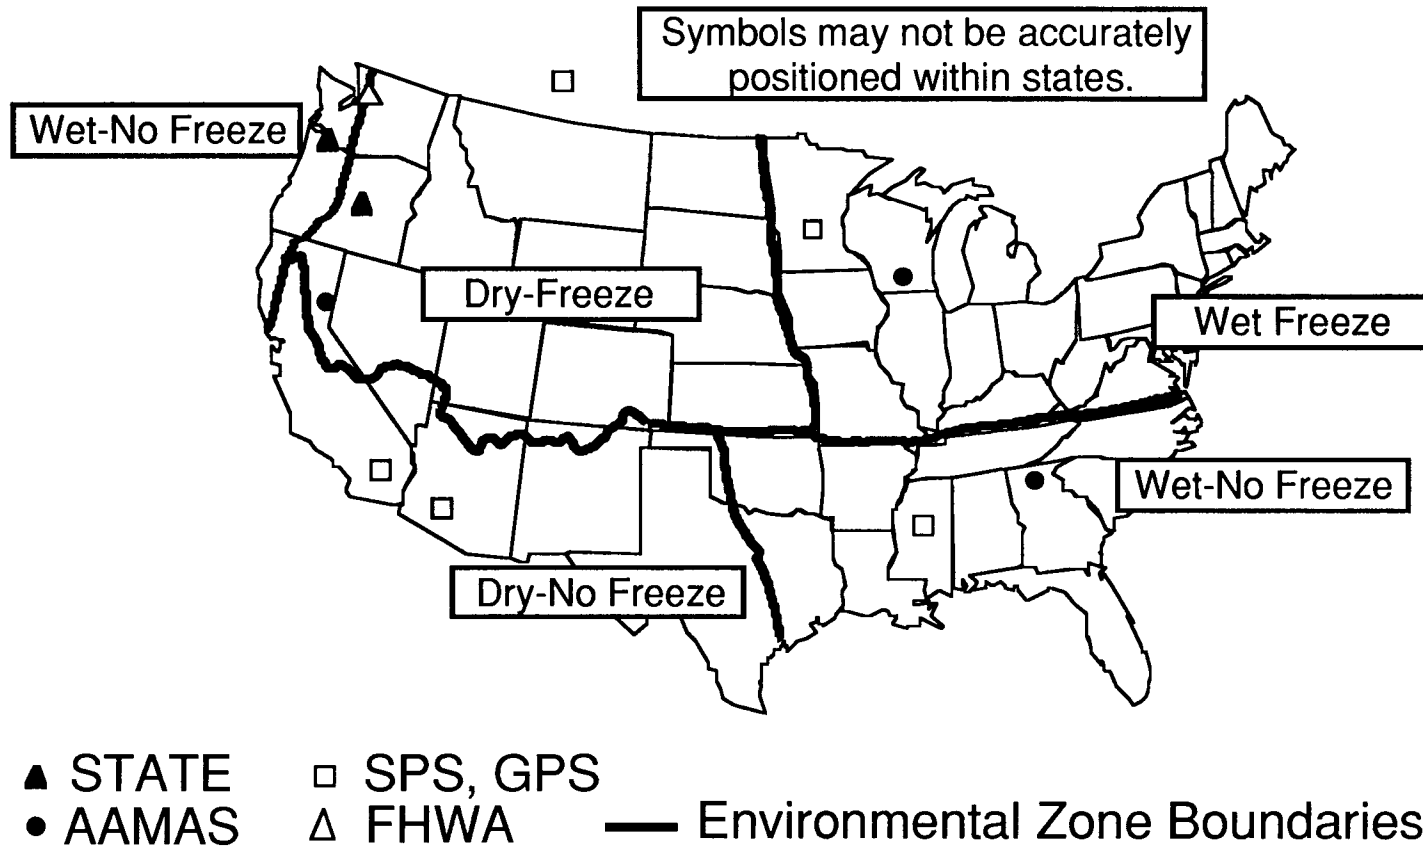 Symbols may not be accurately
positioned within states.
Wet-No Freeze
Dry-Freeze
Wet Freeze
Wet-No Freeze
Dry-No Freeze
STATE
SPS, GPS
AAMAS
FHWA
Environmental Zone Boundaries